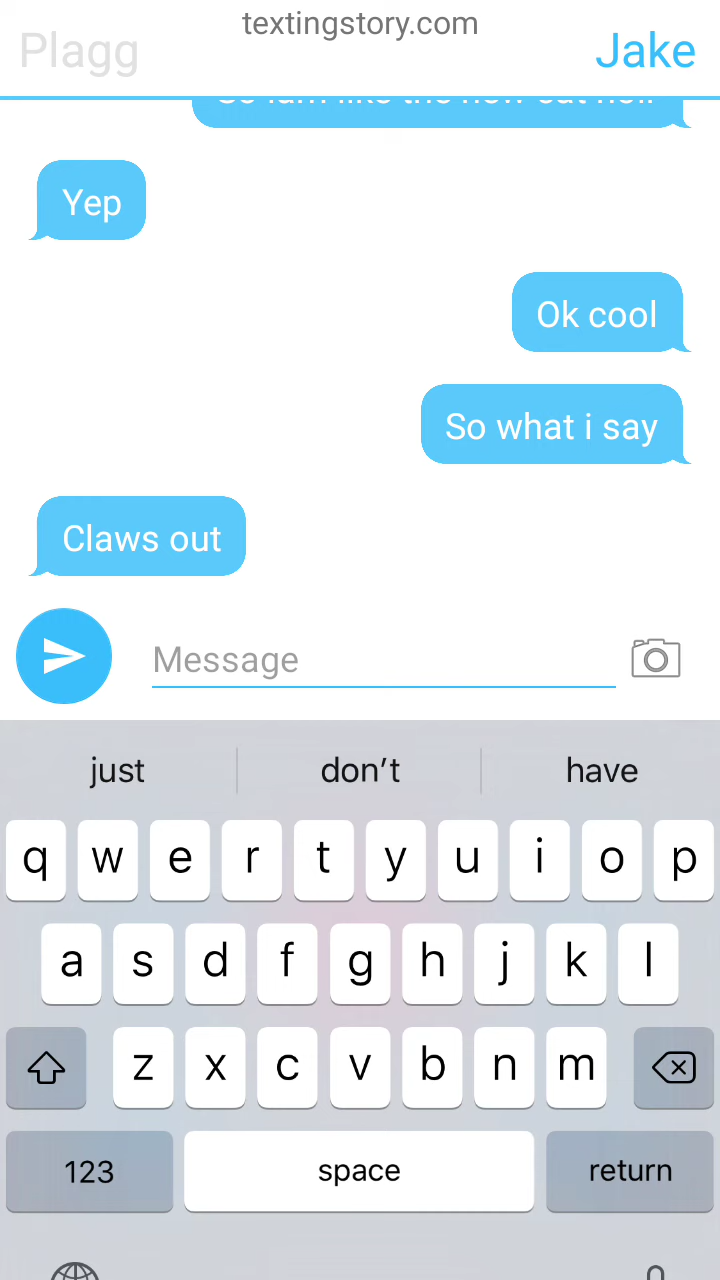 textingstory.com
Plagg
Jake
Yep
Ok cool
So what i say
Claws out
Message
just don't have
q w e r t y u i o p
a s d f g h j k l
z x c v b n m
123 space return